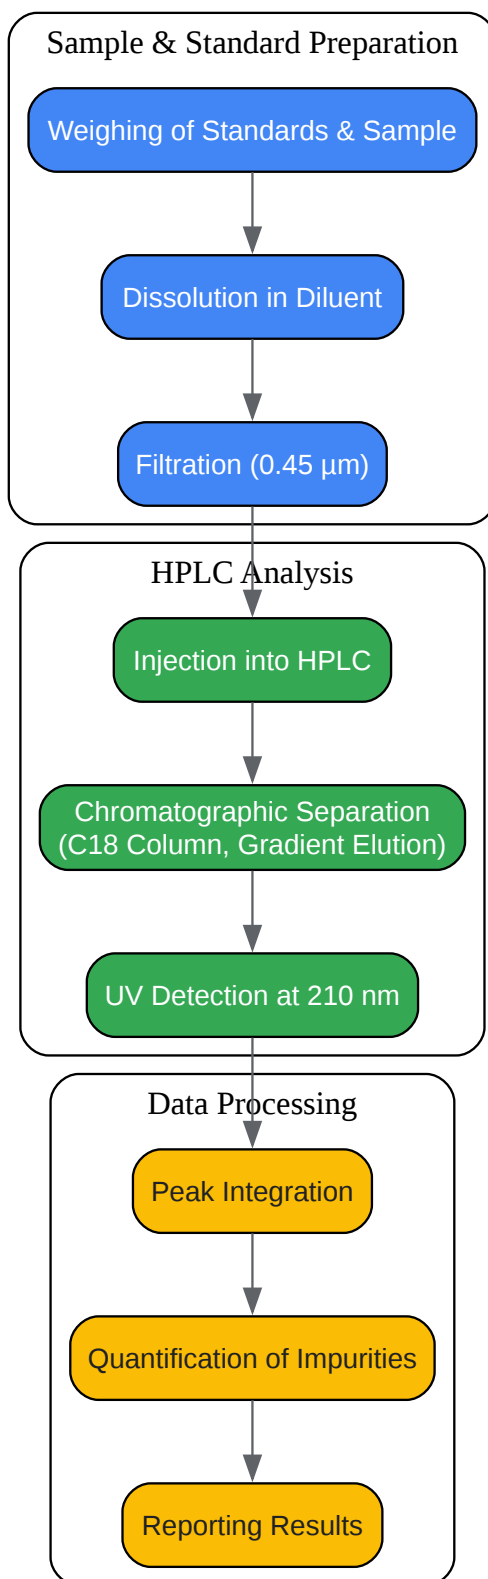 Sample & Standard Preparation
Weighing of Standards & Sample
Dissolution in Diluent
Filtration (0.45 µm)
HPLC Analysis
Injection into HPLC
Chromatographic Separation
(C18 Column, Gradient Elution)
UV Detection at 210 nm
Data Processing
Peak Integration
Quantification of Impurities
Reporting Results